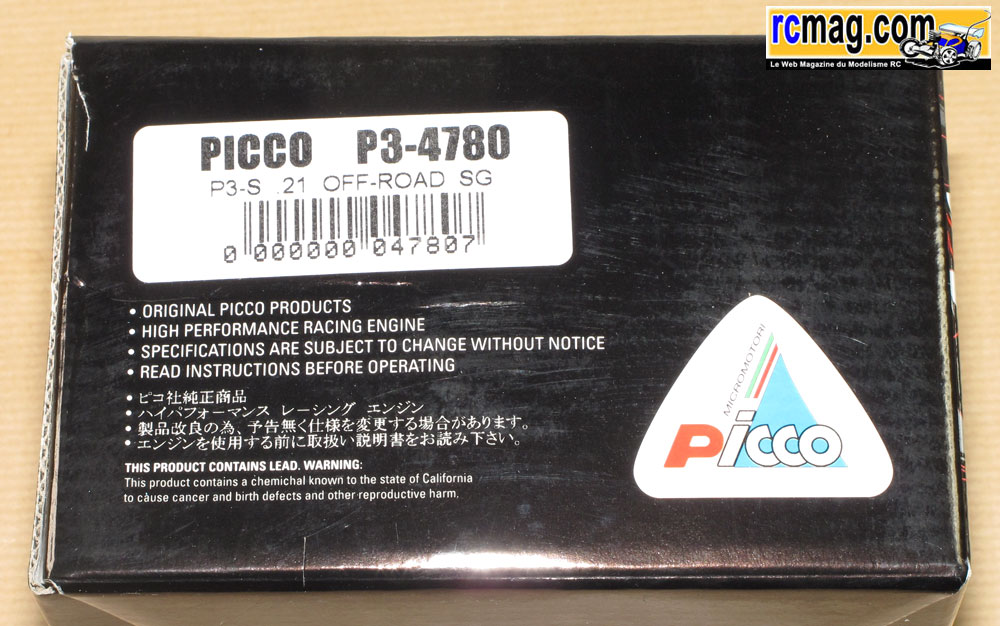 rcmag.com
Le Web Magazine du Modelisme RC
PICCO P3-4780
P3-S .21 OFF-ROAD SG
0 000000 047807
• ORIGINAL PICCO PRODUCTS
• HIGH PERFORMANCE RACING ENGINE
• SPECIFICATIONS ARE SUBJECT TO CHANGE WITHOUT NOTICE
• READ INSTRUCTIONS BEFORE OPERATING
• ピコ社純正商品
• ハイパフォーマンス レーシング エンジン
• 製品改良の為、予告無く仕様を変更する場合があります。
• エンジンを使用する前に取扱い説明書をお読み下さい。
THIS PRODUCT CONTAINS LEAD. WARNING:
This product contains a chemichal known to the state of California
to cause cancer and birth defects and other reproductive harm.
MICROMOTORI
Picco